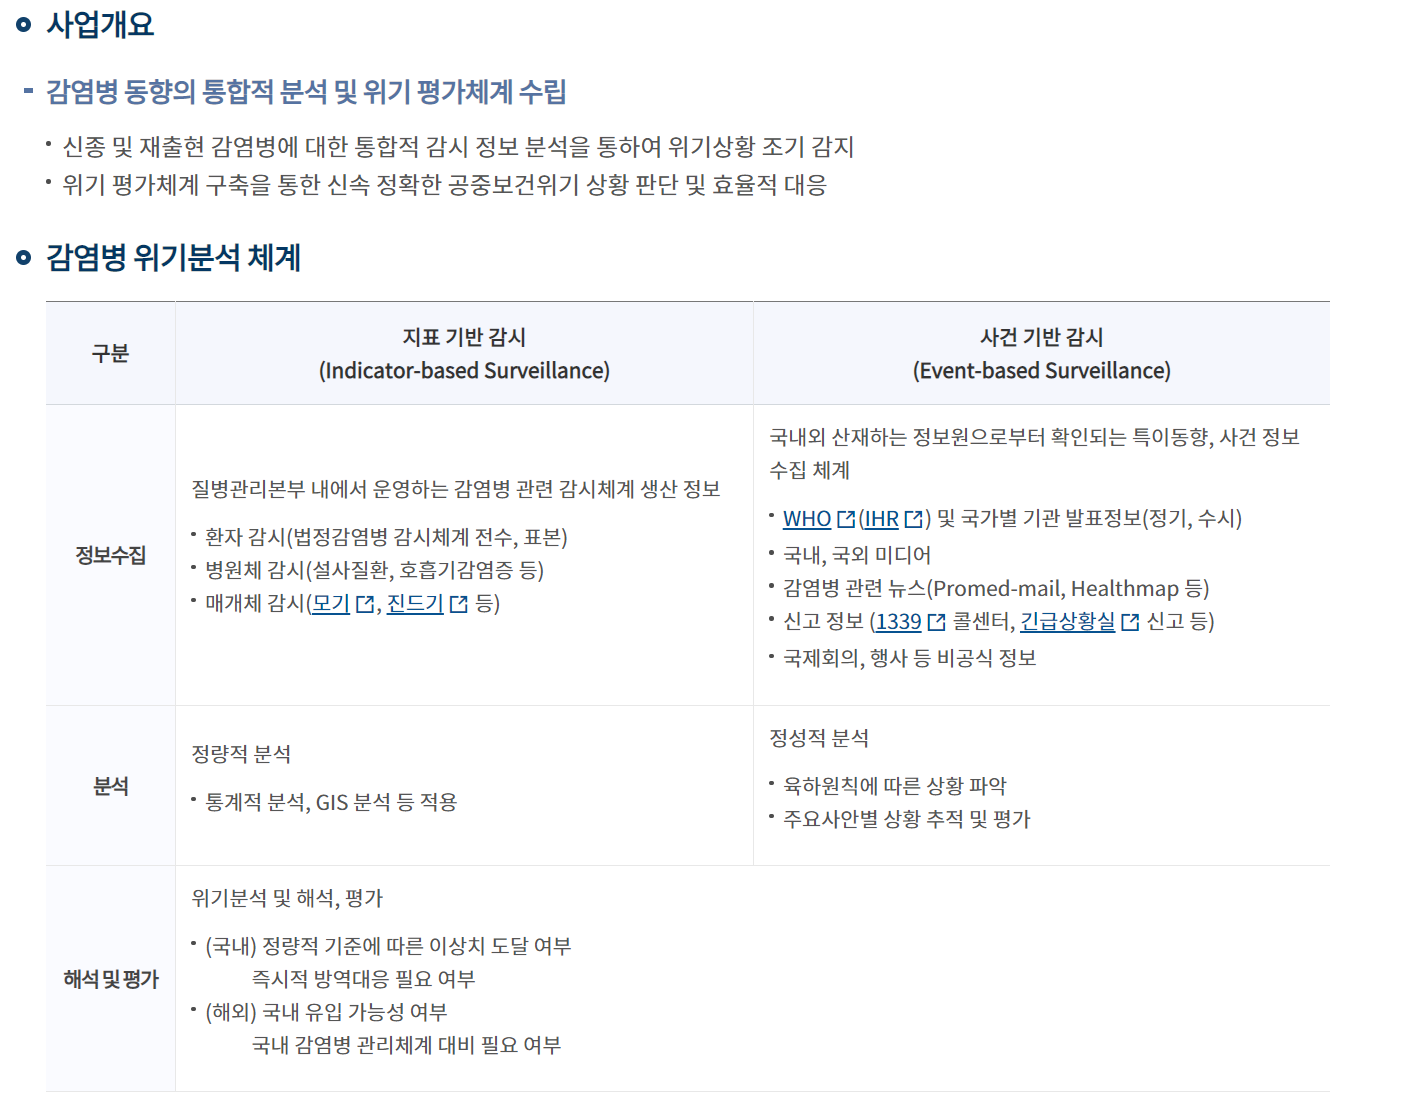 사업개요
감염병 동향의 통합적 분석 및 위기 평가체계 수립
신종 및 재출현 감염병에 대한 통합적 감시 정보 분석을 통하여 위기상황 조기 감지
위기 평가체계 구축을 통한 신속 정확한 공중보건위기 상황 판단 및 효율적 대응
감염병 위기분석 체계
구분
지표 기반 감시
(Indicator-based Surveillance)
사건 기반 감시
(Event-based Surveillance)
정보수집
질병관리본부 내에서 운영하는 감염병 관련 감시체계 생산 정보
환자 감시(법정감염병 감시체계 전수, 표본)
병원체 감시(설사질환, 호흡기감염증 등)
매개체 감시(모기, 진드기 등)
국내외 산재하는 정보원으로부터 확인되는 특이동향, 사건 정보
수집 체계
WHO (IHR) 및 국가별 기관 발표정보(정기, 수시)
국내, 국외 미디어
감염병 관련 뉴스(Promed-mail, Healthmap 등)
신고 정보 (1339 콜센터, 긴급상황실 신고 등)
국제회의, 행사 등 비공식 정보
분석
정량적 분석
통계적 분석, GIS 분석 등 적용
정성적 분석
육하원칙에 따른 상황 파악
주요사안별 상황 추적 및 평가
해석 및 평가
위기분석 및 해석, 평가
(국내) 정량적 기준에 따른 이상치 도달 여부
즉시적 방역대응 필요 여부
(해외) 국내 유입 가능성 여부
국내 감염병 관리체계 대비 필요 여부